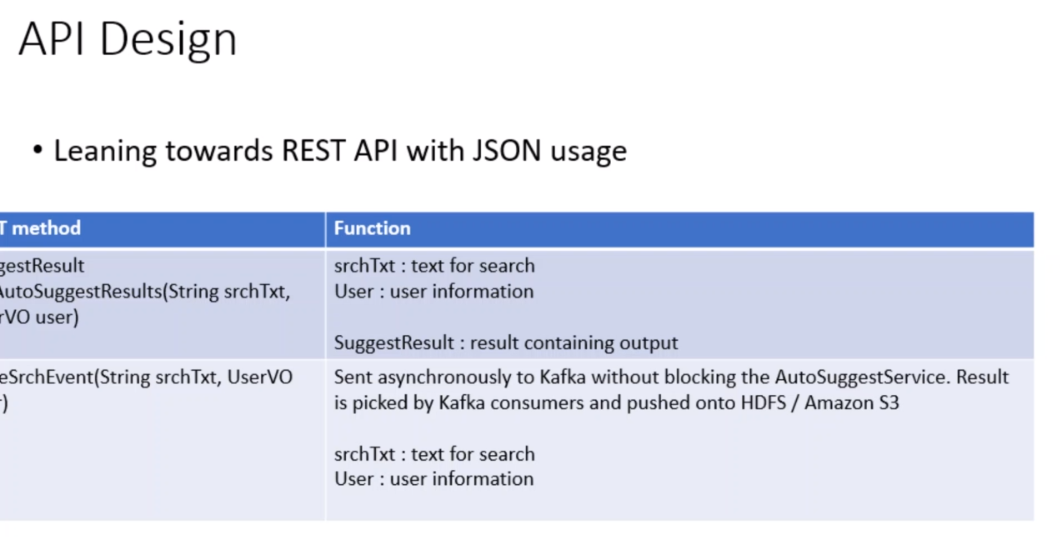 API Design
• Leaning towards REST API with JSON usage
T method
Function
gestResult
AutoSuggestResults(String srchTxt,
rVO user)
srchTxt : text for search
User : user information
SuggestResult : result containing output
eSrchEvent(String srchTxt, UserVO
r)
Sent asynchronously to Kafka without blocking the AutoSuggestService. Result
is picked by Kafka consumers and pushed onto HDFS / Amazon S3
srchTxt : text for search
User : user information